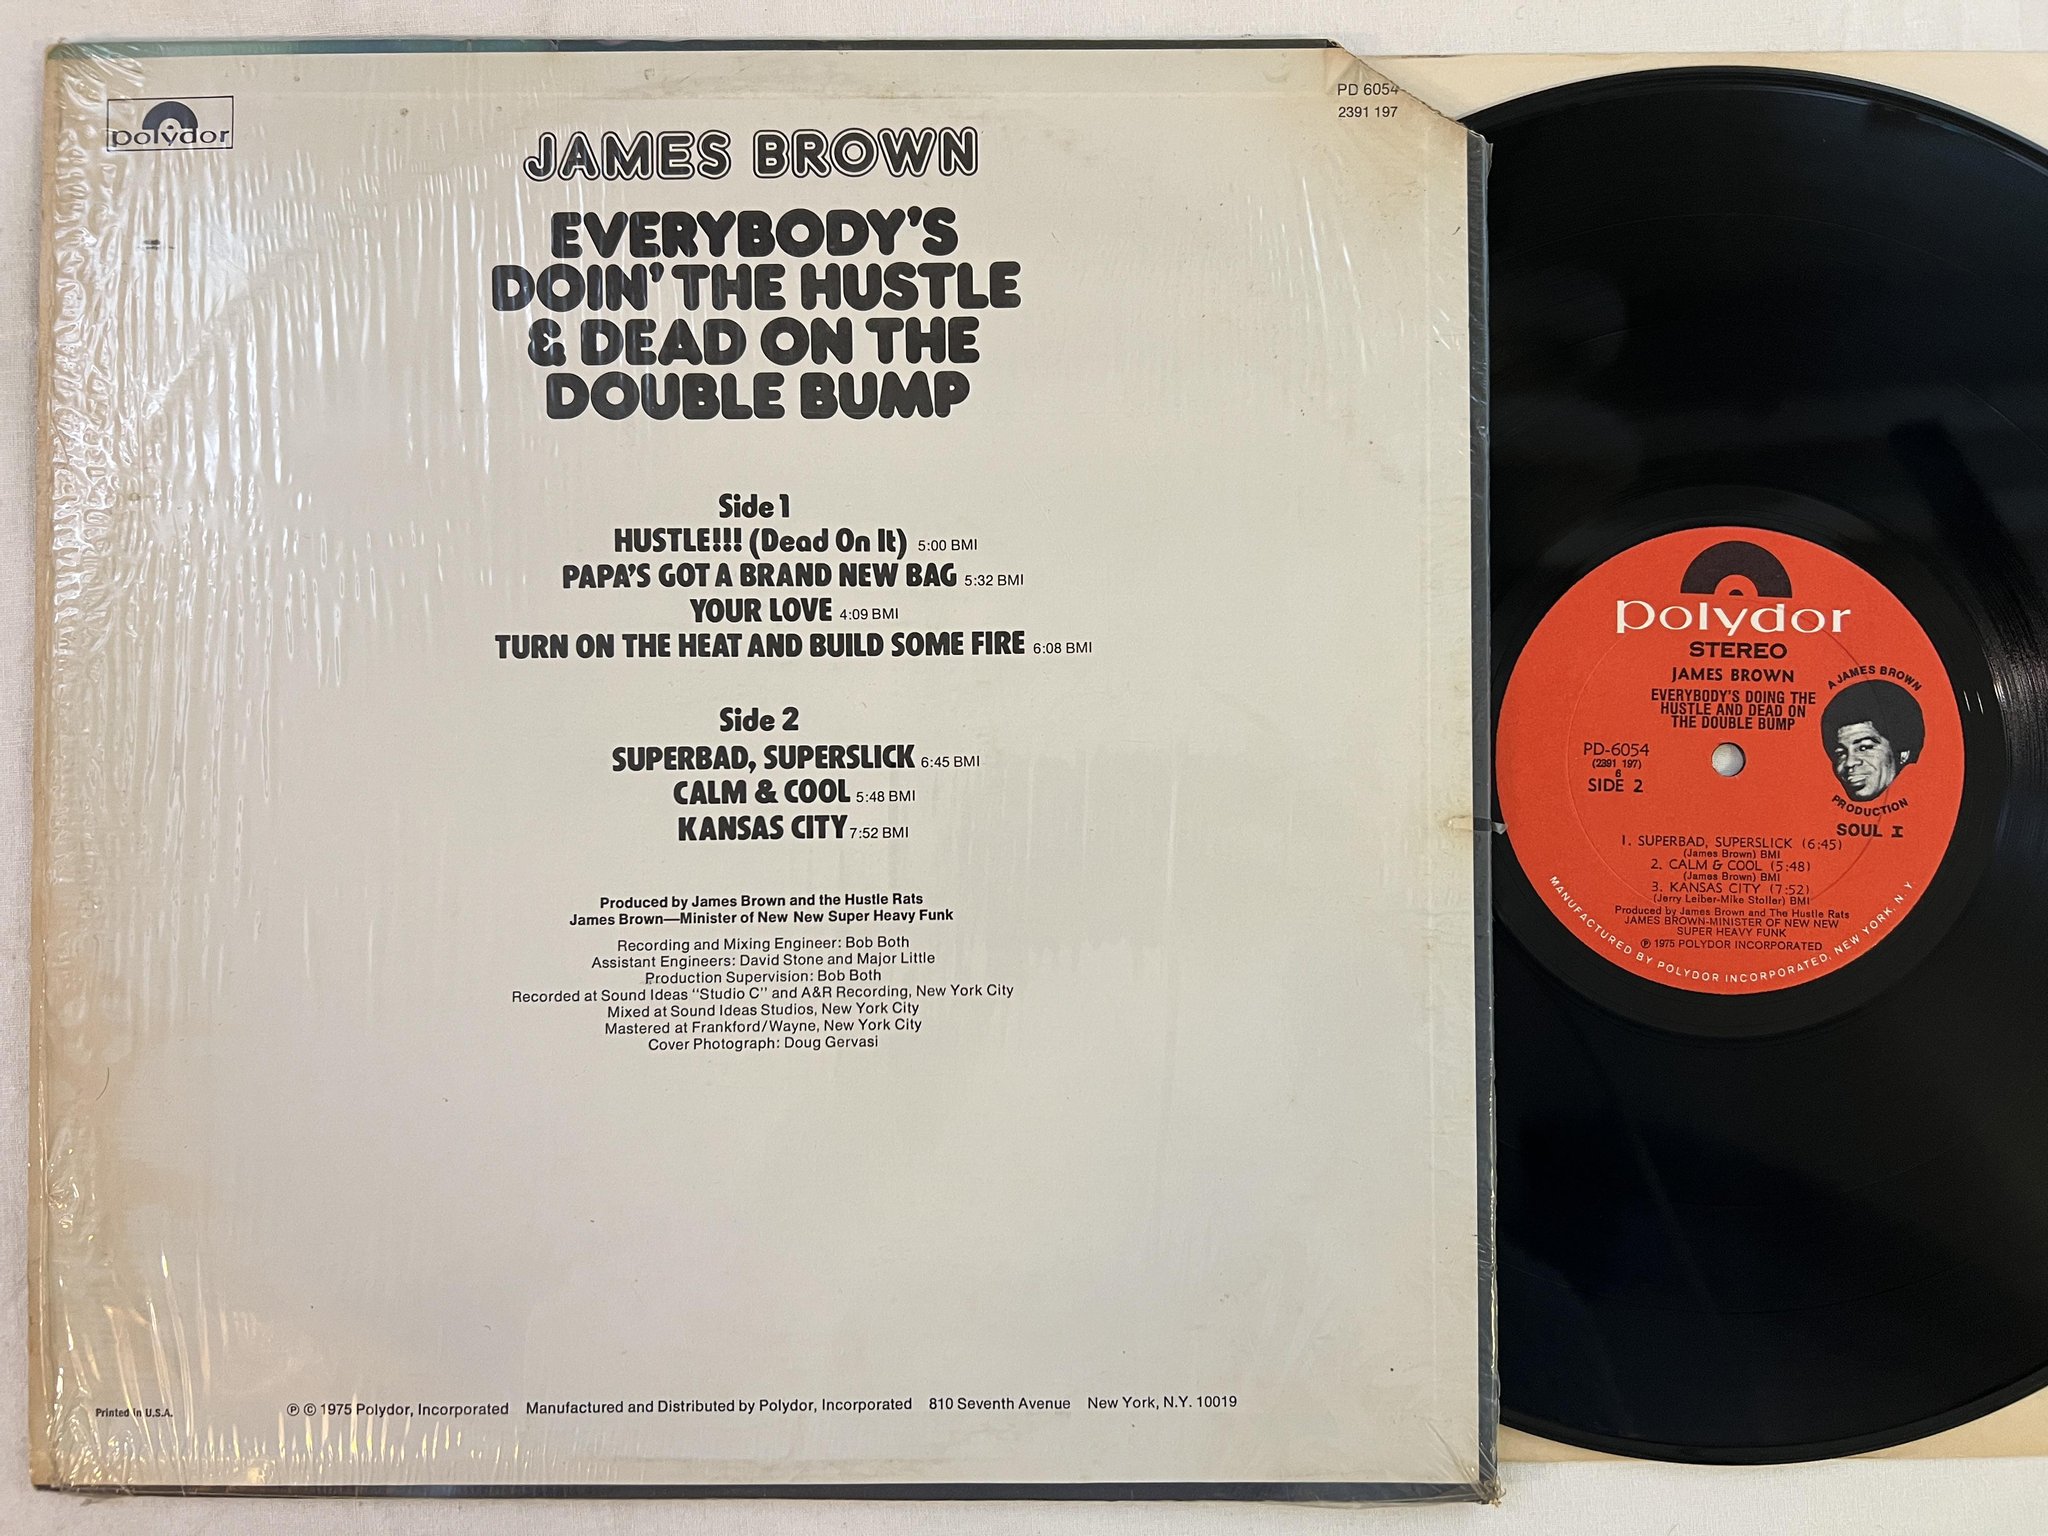 polydor
PD 6054
2391 197
JAMES BROWN
EVERYBODY'S
DOIN' THE HUSTLE
& DEAD ON THE
DOUBLE BUMP
Side 1
HUSTLE!!! (Dead On It) 5:00 BMI
PAPA'S GOT A BRAND NEW BAG 5:32 BMI
YOUR LOVE 4:09 BMI
TURN ON THE HEAT AND BUILD SOME FIRE 6:08 BMI
Side 2
SUPERBAD, SUPERSLICK 6:45 BMI
CALM & COOL 5:48 BMI
KANSAS CITY 7:52 BMI
Produced by James Brown and the Hustle Rats
James Brown—Minister of New New Super Heavy Funk
Recording and Mixing Engineer: Bob Both
Assistant Engineers: David Stone and Major Little
Production Supervision: Bob Both
Recorded at Sound Ideas "Studio C" and A&R Recording, New York City
Mixed at Sound Ideas Studios, New York City
Mastered at Frankford/Wayne, New York City
Cover Photograph: Doug Gervasi
Printed in U.S.A.
℗ © 1975 Polydor, Incorporated Manufactured and Distributed by Polydor, Incorporated 810 Seventh Avenue New York, N.Y. 10019
polydor
STEREO
JAMES BROWN
EVERYBODY'S DOING THE
HUSTLE AND DEAD ON
THE DOUBLE BUMP
A JAMES BROWN
PRODUCTION
SOUL I
PD-6054
(2391 197)
6
SIDE 2
1. SUPERBAD, SUPERSLICK (6:45)
(James Brown) BMI
2. CALM & COOL (5:48)
(James Brown) BMI
3. KANSAS CITY (7:52)
(Jerry Leiber-Mike Stoller) BMI
Produced by James Brown and The Hustle Rats
JAMES BROWN-MINISTER OF NEW NEW
SUPER HEAVY FUNK
℗ 1975 POLYDOR INCORPORATED
MANUFACTURED BY POLYDOR INCORPORATED, NEW YORK, N.Y.